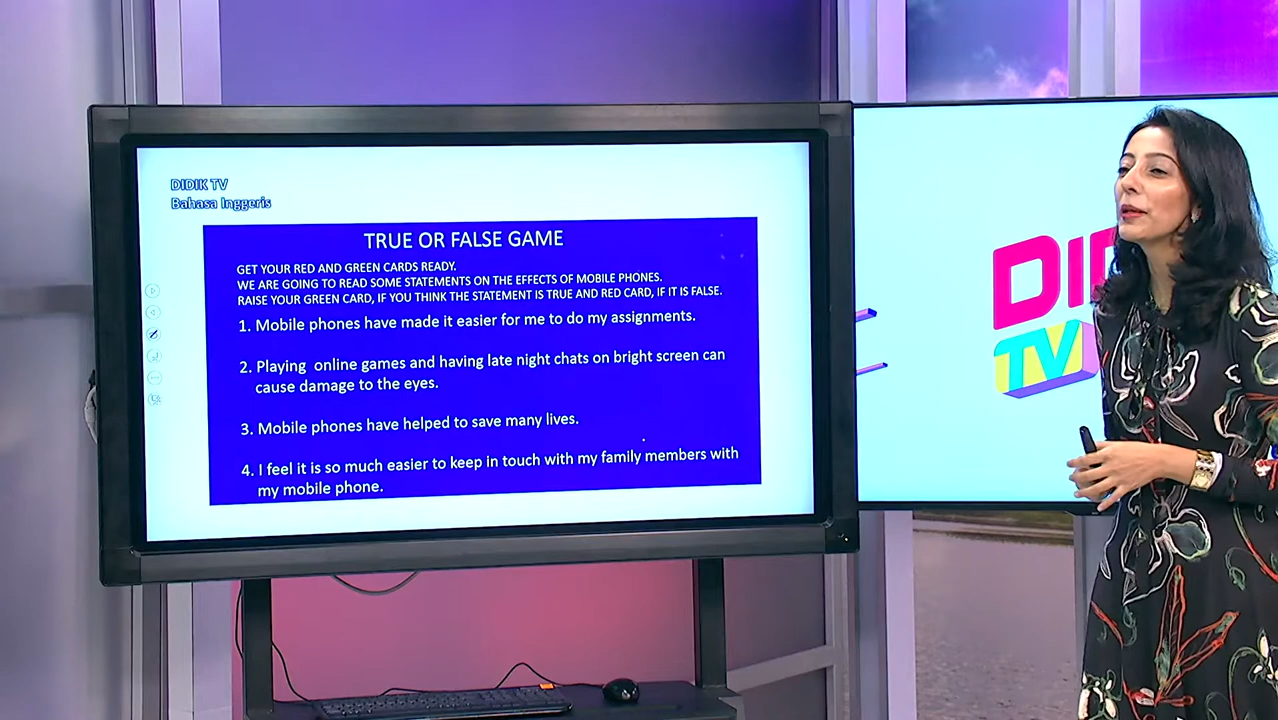 DIDIK TV
Bahasa Inggeris
TRUE OR FALSE GAME
GET YOUR RED AND GREEN CARDS READY.
WE ARE GOING TO READ SOME STATEMENTS ON THE EFFECTS OF MOBILE PHONES.
RAISE YOUR GREEN CARD, IF YOU THINK THE STATEMENT IS TRUE AND RED CARD, IF IT IS FALSE.
1. Mobile phones have made it easier for me to do my assignments.
2. Playing online games and having late night chats on bright screen can
cause damage to the eyes.
3. Mobile phones have helped to save many lives.
4. I feel it is so much easier to keep in touch with my family members with
my mobile phone.
DID
TV